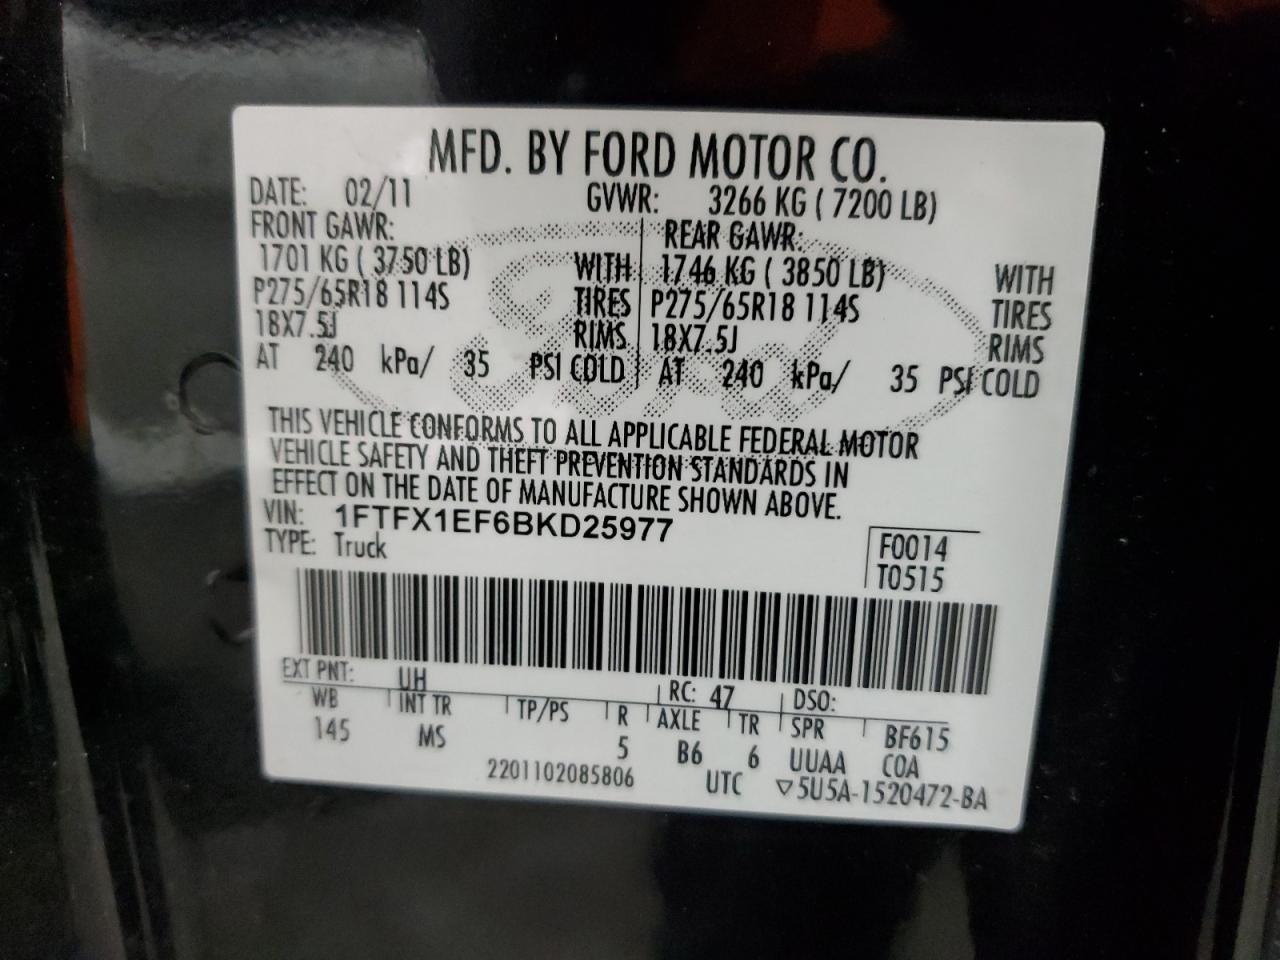 MFD. BY FORD MOTOR CO.
DATE: 02/11 GVWR: 3266 KG ( 7200 LB)
FRONT GAWR: REAR GAWR:
1701 KG ( 3750 LB) WITH 1746 KG ( 3850 LB) WITH
P275/65R18 114S TIRES P275/65R18 114S TIRES
18X7.5J RIMS 18X7.5J RIMS
AT 240 kPa/ 35 PSI COLD AT 240 kPa/ 35 PSI COLD
Ford
THIS VEHICLE CONFORMS TO ALL APPLICABLE FEDERAL MOTOR
VEHICLE SAFETY AND THEFT PREVENTION STANDARDS IN
EFFECT ON THE DATE OF MANUFACTURE SHOWN ABOVE.
VIN: 1FTFX1EF6BKD25977
TYPE: Truck
F0014
T0515
EXT PNT: UH RC: 47 DSO:
WB INT TR TP/PS R AXLE TR SPR BF615
145 MS 5 B6 6 UUAA COA
2201102085806 UTC ▽5U5A-1520472-BA